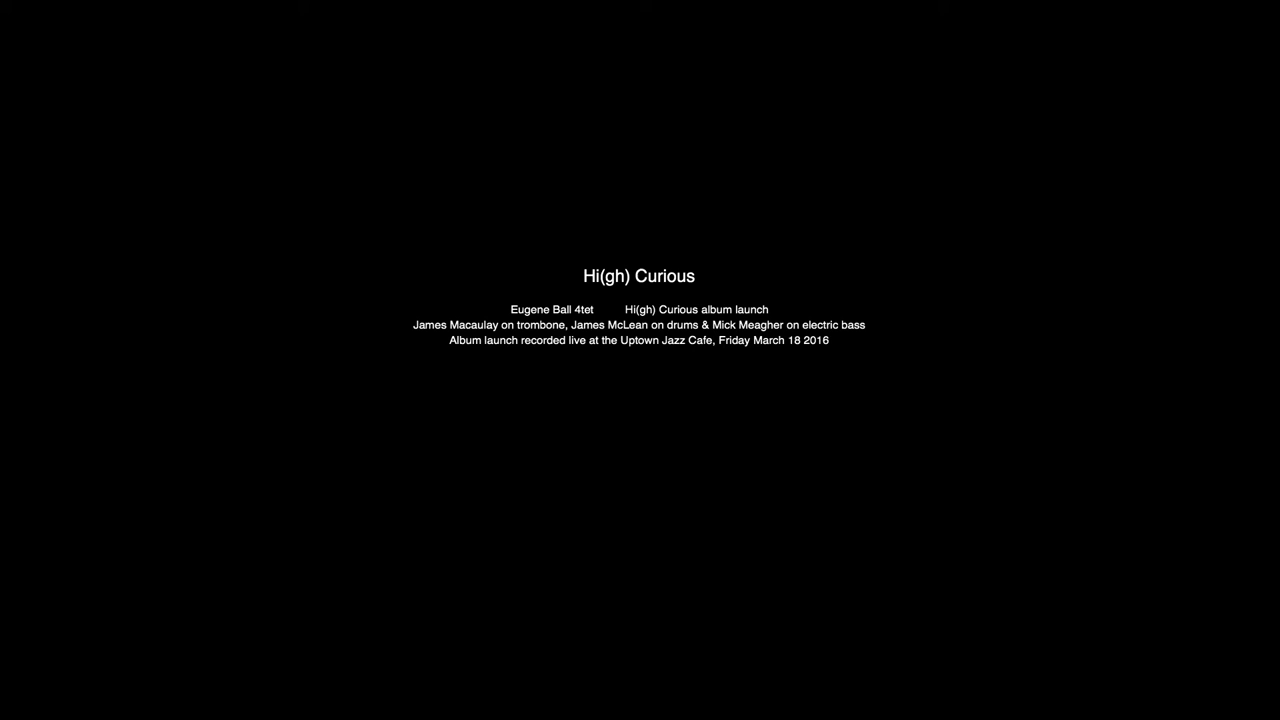 Hi(gh) Curious
Eugene Ball 4tet Hi(gh) Curious album launch
James Macaulay on trombone, James McLean on drums & Mick Meagher on electric bass
Album launch recorded live at the Uptown Jazz Cafe, Friday March 18 2016